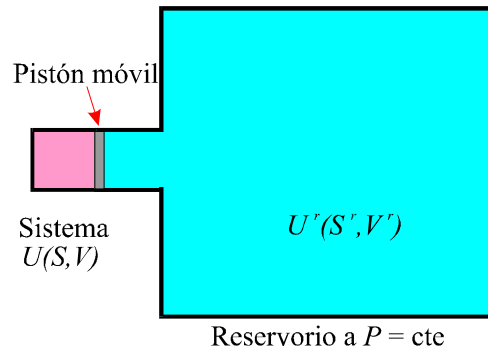 Pistón móvil
Sistema
U(S,V)
U^r(S^r,V^r)
Reservorio a P = cte